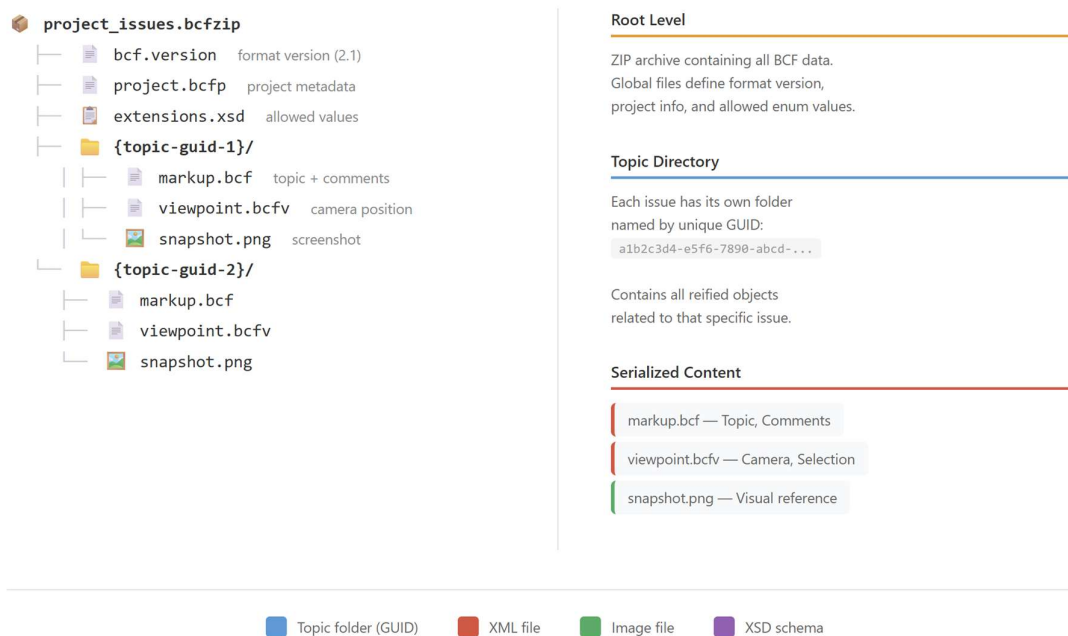 project_issues.bcfzip
bcf.version format version (2.1)
project.bcfp project metadata
extensions.xsd allowed values
{topic-guid-1}/
markup.bcf topic + comments
viewpoint.bcfv camera position
snapshot.png screenshot
{topic-guid-2}/
markup.bcf
viewpoint.bcfv
snapshot.png
Root Level
ZIP archive containing all BCF data.
Global files define format version,
project info, and allowed enum values.
Topic Directory
Each issue has its own folder
named by unique GUID:
a1b2c3d4-e5f6-7890-abcd-...
Contains all reified objects
related to that specific issue.
Serialized Content
markup.bcf — Topic, Comments
viewpoint.bcfv — Camera, Selection
snapshot.png — Visual reference
Topic folder (GUID) XML file Image file XSD schema